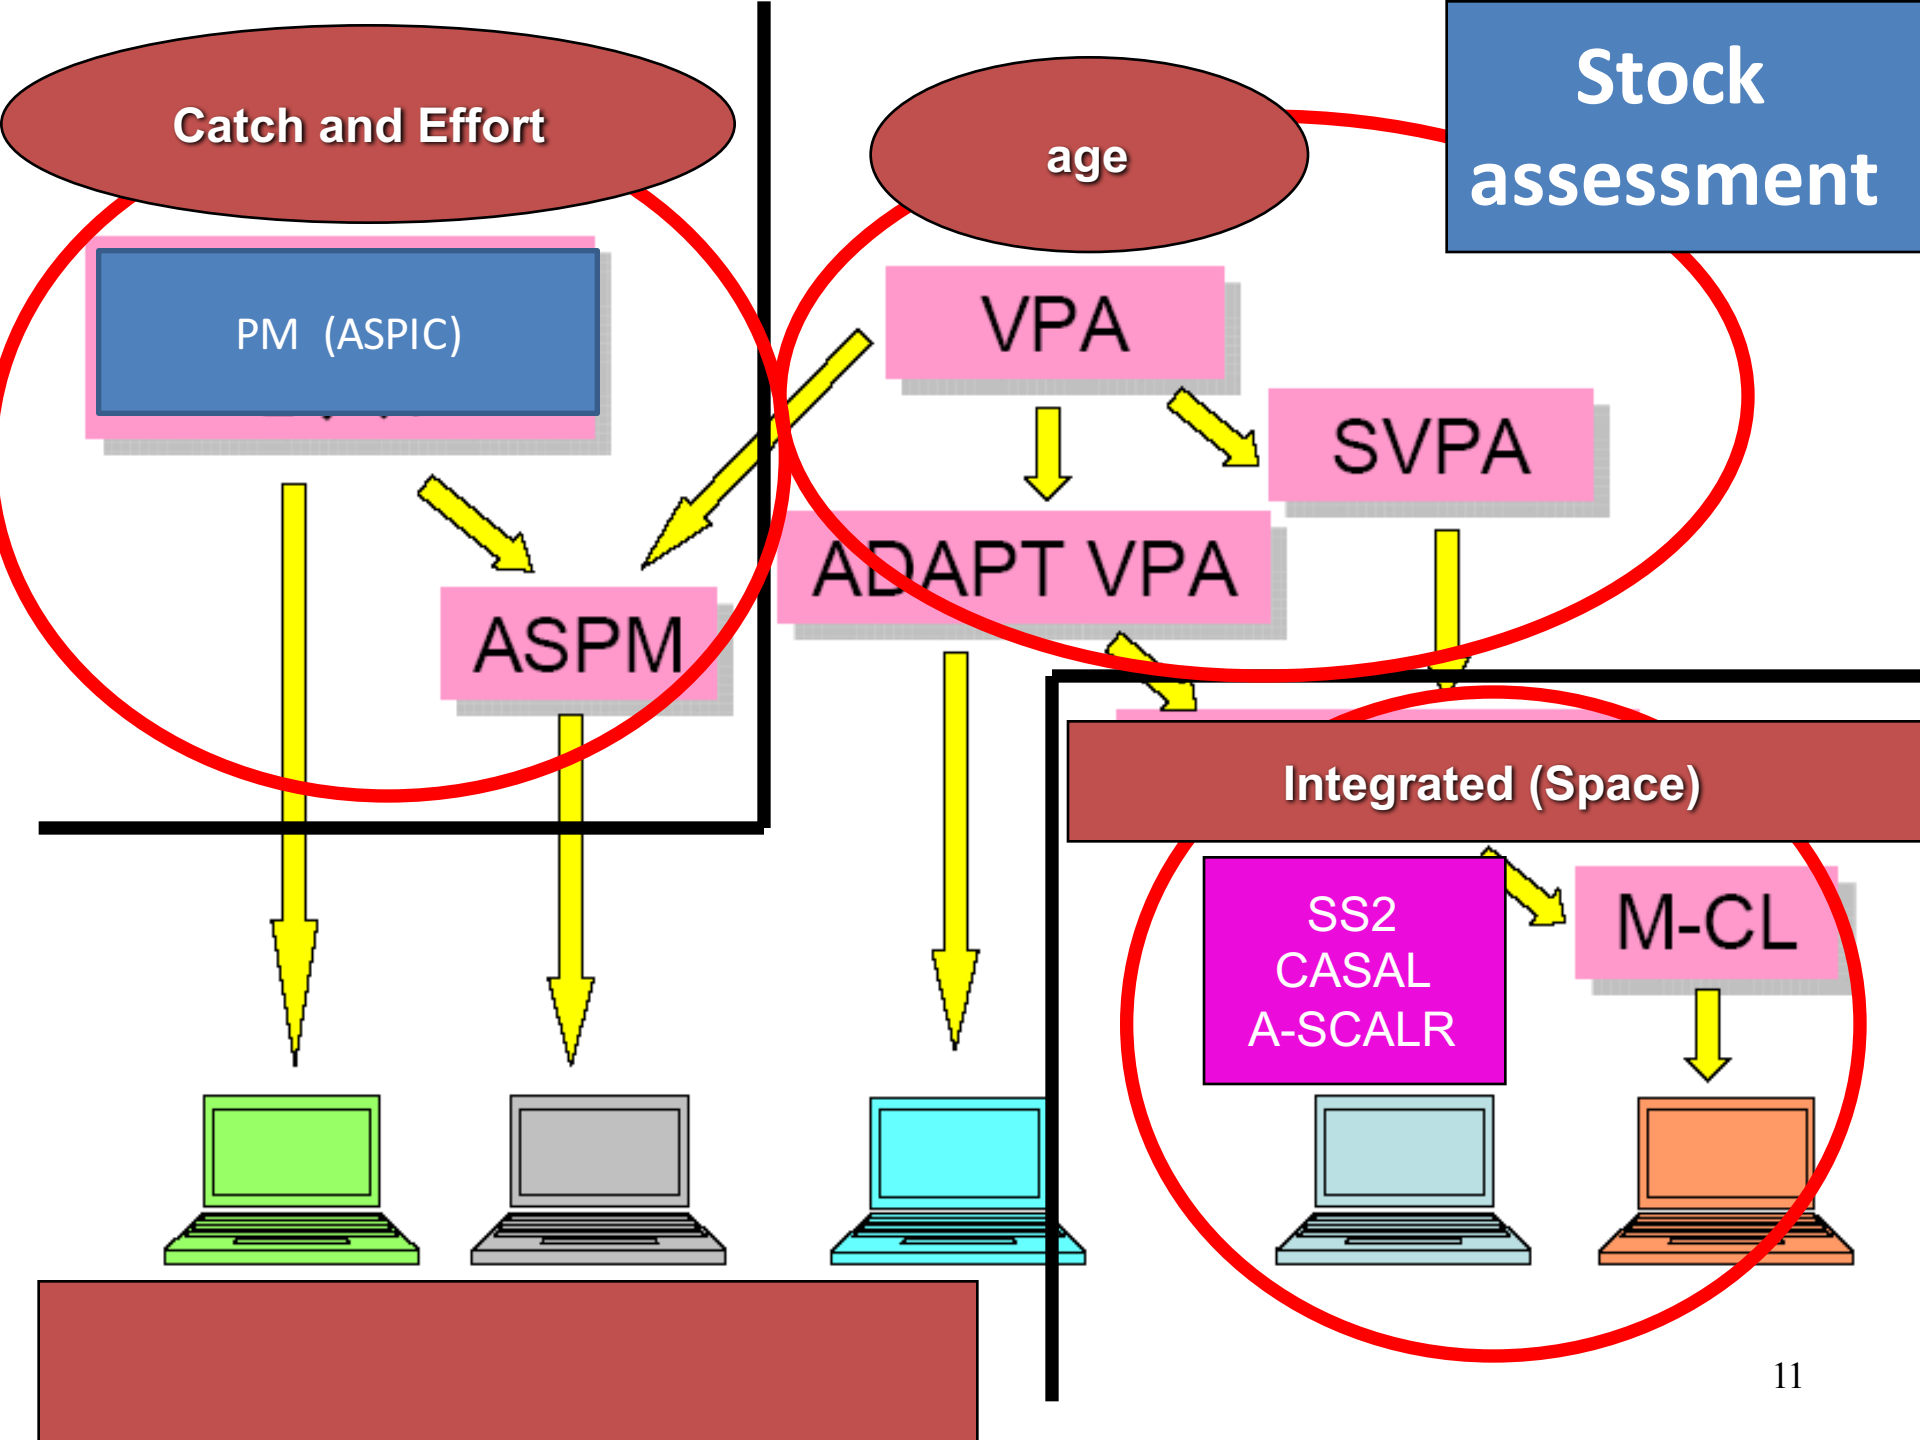 Catch and Effort
age
Stock
assessment
PM (ASPIC)
VPA
SVPA
ADAPT VPA
ASPM
Integrated (Space)
SS2
CASAL
A-SCALR
M-CL
11